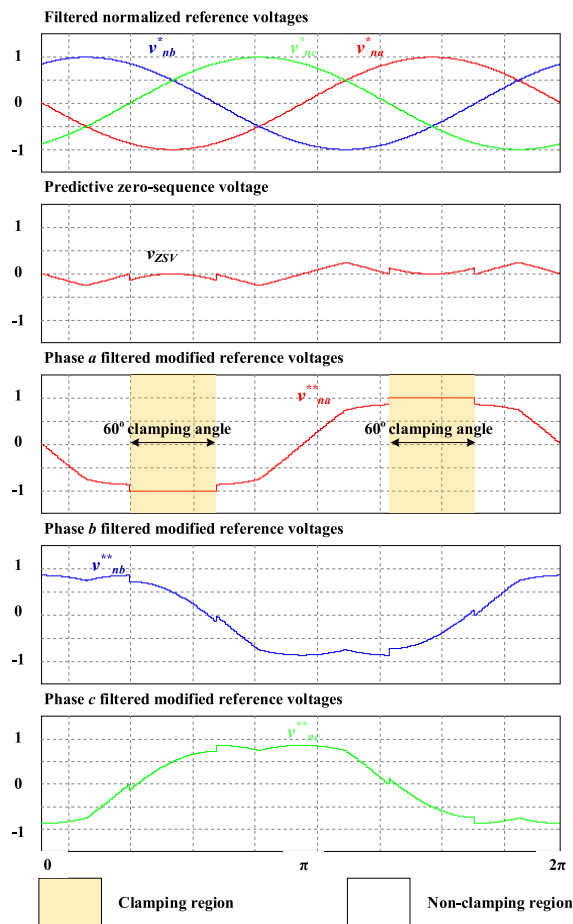 Filtered normalized reference voltages
v*nb v*nc v*na
1
0
-1
Predictive zero-sequence voltage
vZSV
1
0
-1
Phase a filtered modified reference voltages
v**na
1
60° clamping angle 60° clamping angle
0
-1
Phase b filtered modified reference voltages
v**nb
1
0
-1
Phase c filtered modified reference voltages
v**nc
1
0
-1
0 π 2π
Clamping region Non-clamping region